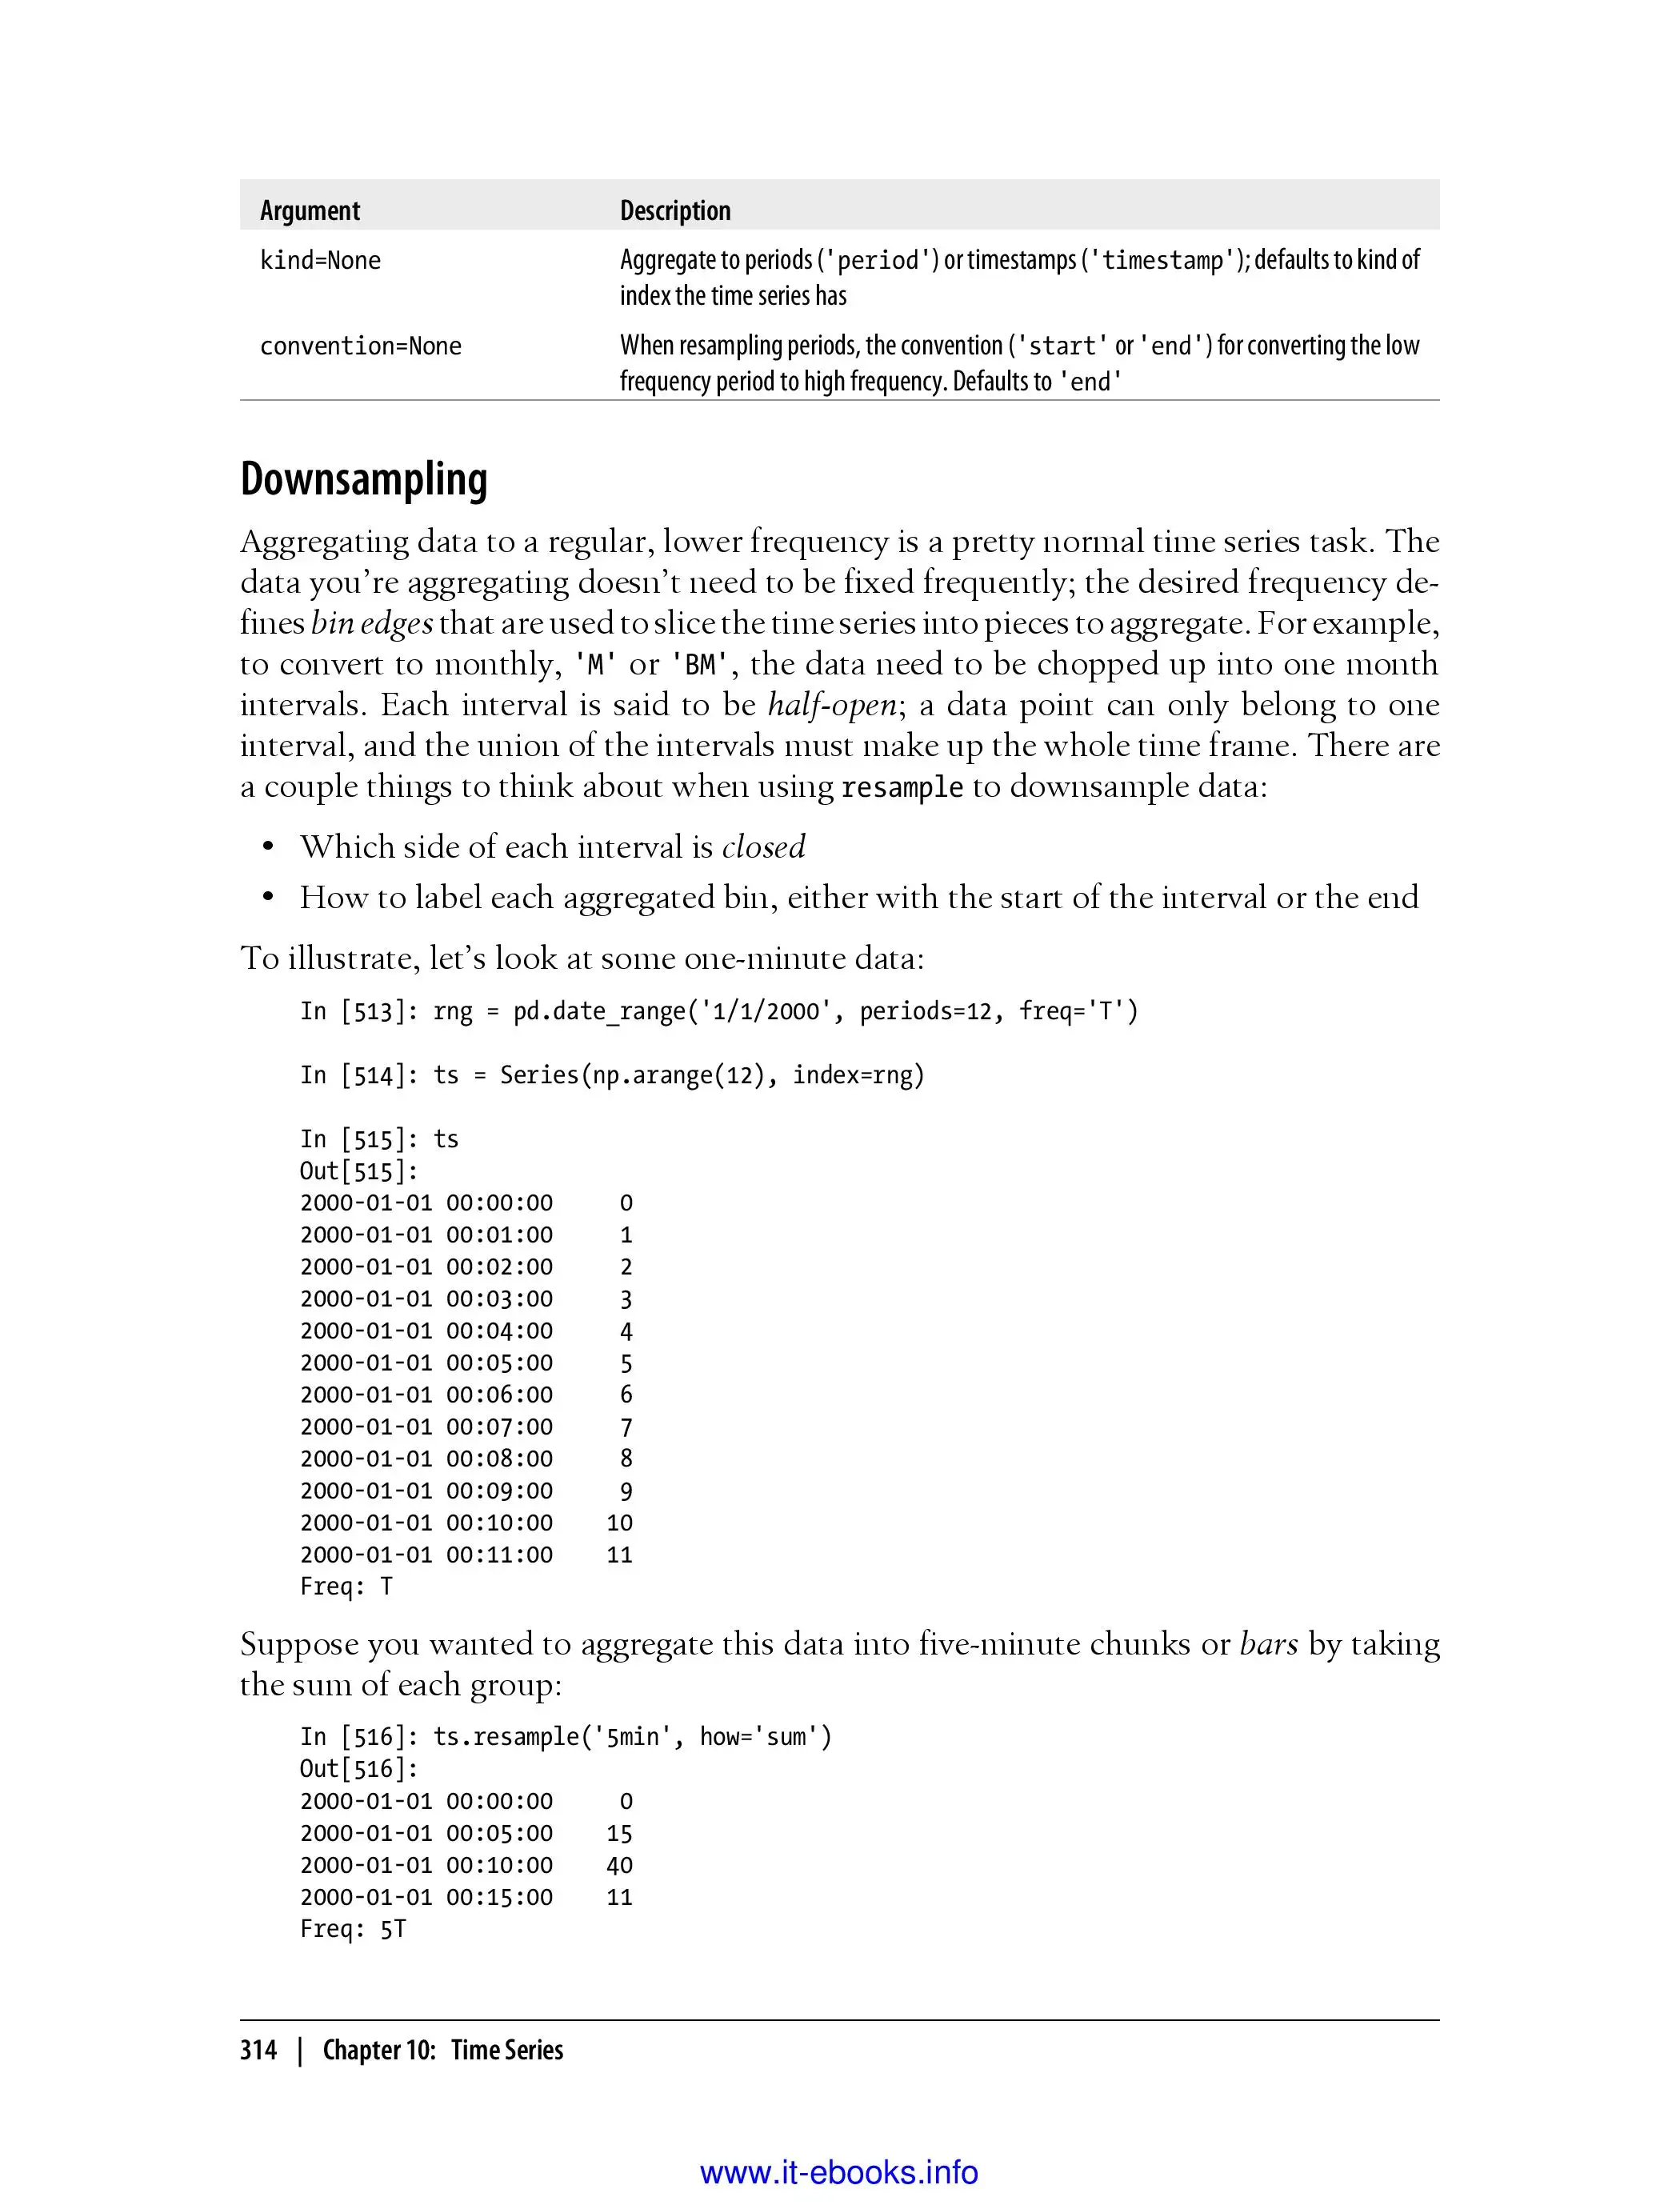 Argument Description
kind=None Aggregate to periods ('period') or timestamps ('timestamp'); defaults to kind of
index the time series has
convention=None When resampling periods, the convention ('start' or 'end') for converting the low
frequency period to high frequency. Defaults to 'end'
Downsampling
Aggregating data to a regular, lower frequency is a pretty normal time series task. The
data you’re aggregating doesn’t need to be fixed frequently; the desired frequency de-
fines bin edges that are used to slice the time series into pieces to aggregate. For example,
to convert to monthly, 'M' or 'BM', the data need to be chopped up into one month
intervals. Each interval is said to be half-open; a data point can only belong to one
interval, and the union of the intervals must make up the whole time frame. There are
a couple things to think about when using resample to downsample data:
• Which side of each interval is closed
• How to label each aggregated bin, either with the start of the interval or the end
To illustrate, let’s look at some one-minute data:
In [513]: rng = pd.date_range('1/1/2000', periods=12, freq='T')
In [514]: ts = Series(np.arange(12), index=rng)
In [515]: ts
Out[515]:
2000-01-01 00:00:00 0
2000-01-01 00:01:00 1
2000-01-01 00:02:00 2
2000-01-01 00:03:00 3
2000-01-01 00:04:00 4
2000-01-01 00:05:00 5
2000-01-01 00:06:00 6
2000-01-01 00:07:00 7
2000-01-01 00:08:00 8
2000-01-01 00:09:00 9
2000-01-01 00:10:00 10
2000-01-01 00:11:00 11
Freq: T
Suppose you wanted to aggregate this data into five-minute chunks or bars by taking
the sum of each group:
In [516]: ts.resample('5min', how='sum')
Out[516]:
2000-01-01 00:00:00 0
2000-01-01 00:05:00 15
2000-01-01 00:10:00 40
2000-01-01 00:15:00 11
Freq: 5T
314 | Chapter 10: Time Series
www.it-ebooks.info